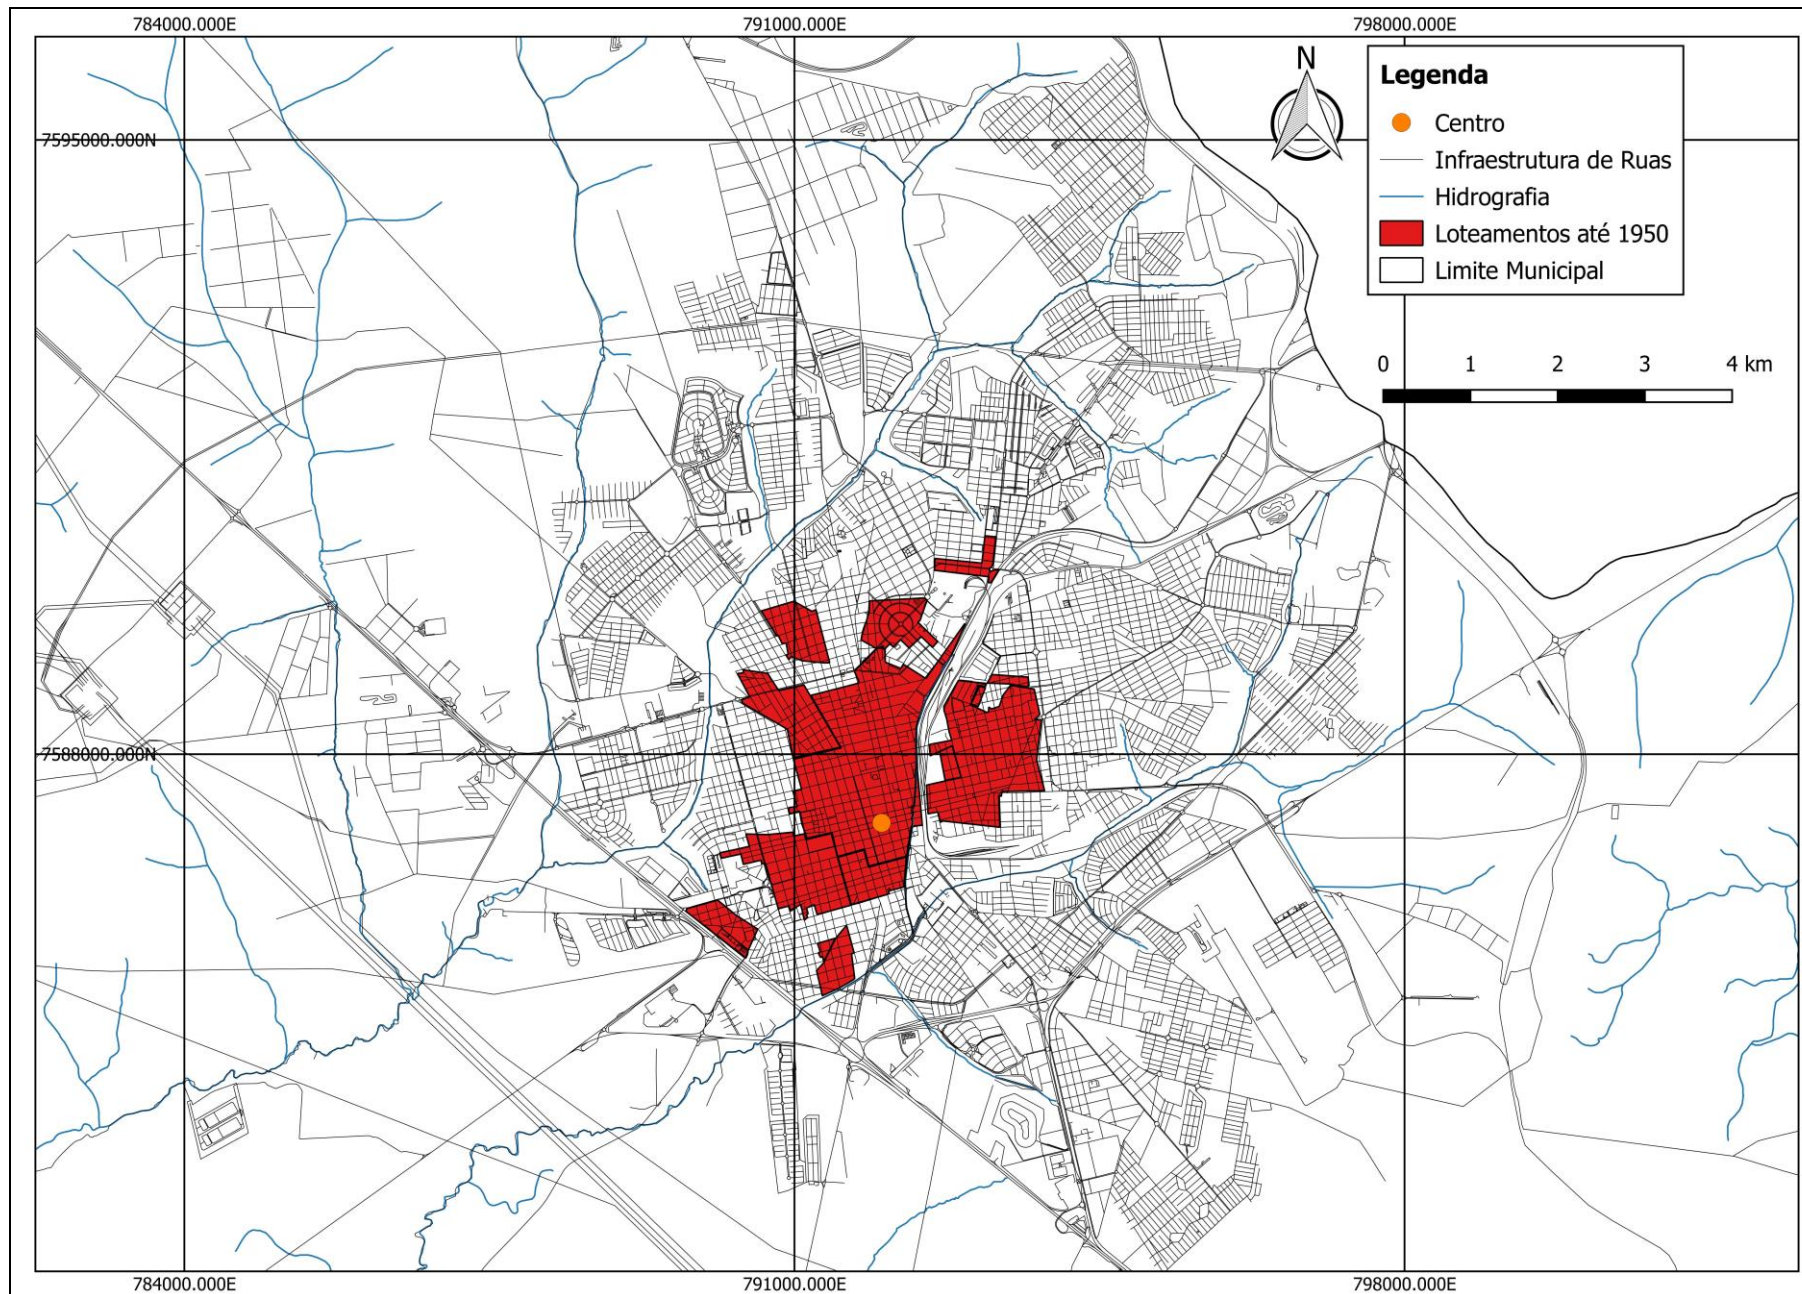 784000.000E 791000.000E 798000.000E
N
Legenda
Centro
Infraestrutura de Ruas
Hidrografia
Loteamentos até 1950
Limite Municipal
7595000.000N
0 1 2 3 4 km
7588000.000N
784000.000E 791000.000E 798000.000E